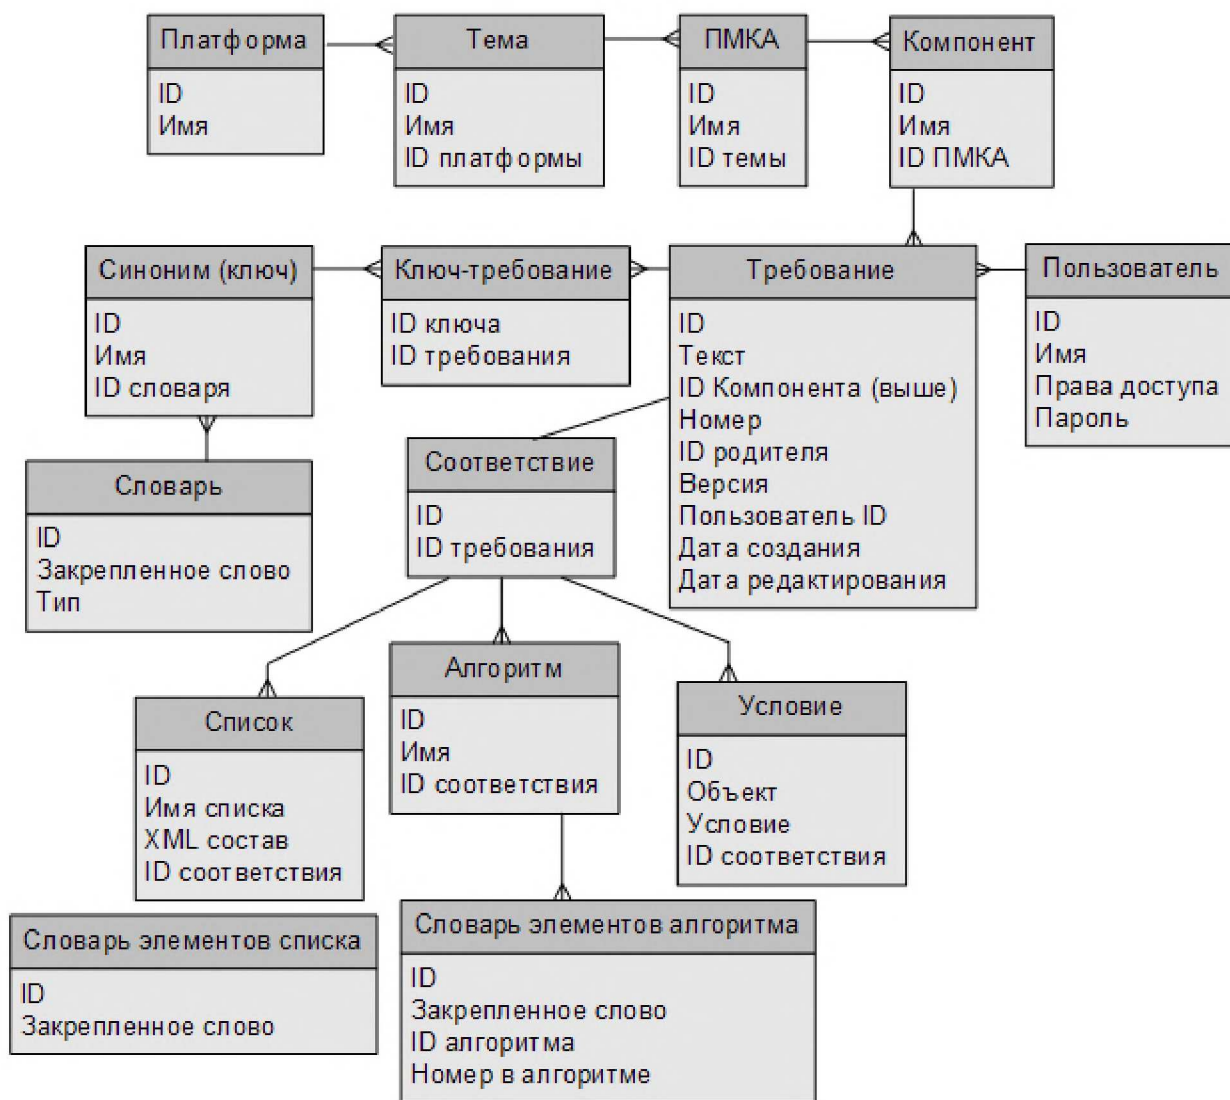 Платформа
ID
Имя
Тема
ID
Имя
ID платформы
ПМКА
ID
Имя
ID темы
Компонент
ID
Имя
ID ПМКА
Синоним (ключ)
ID
Имя
ID словаря
Ключ-требование
ID ключа
ID требования
Требование
ID
Текст
ID Компонента (выше)
Номер
ID родителя
Версия
Пользователь ID
Дата создания
Дата редактирования
Пользователь
ID
Имя
Права доступа
Пароль
Словарь
ID
Закрепленное слово
Тип
Соответствие
ID
ID требования
Список
ID
Имя списка
XML состав
ID соответствия
Алгоритм
ID
Имя
ID соответствия
Условие
ID
Объект
Условие
ID соответствия
Словарь элементов списка
ID
Закрепленное слово
Словарь элементов алгоритма
ID
Закрепленное слово
ID алгоритма
Номер в алгоритме